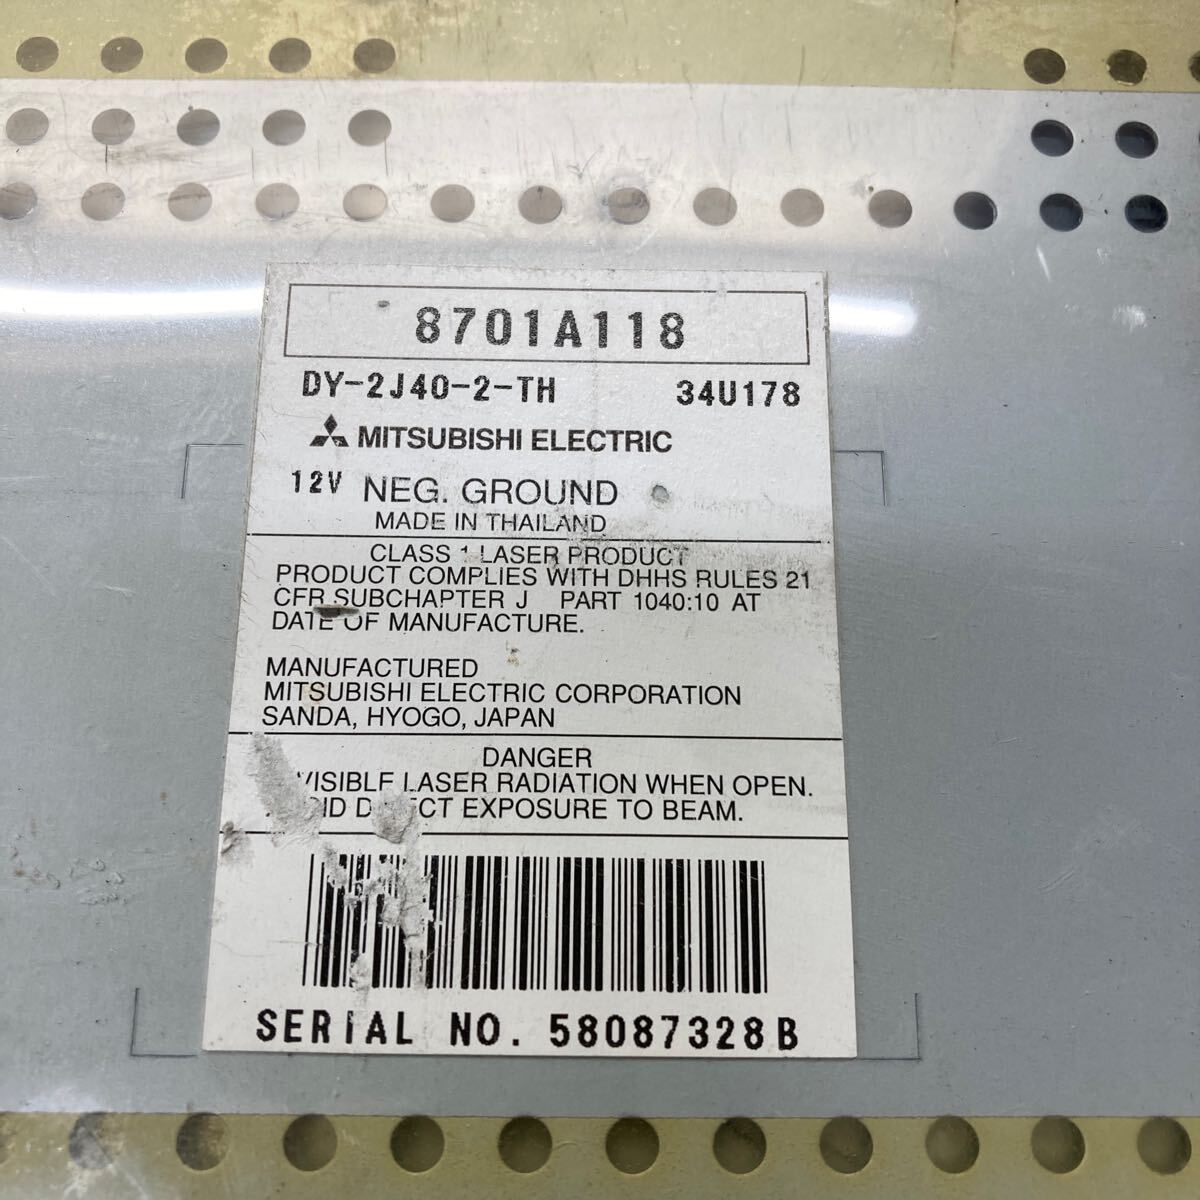 8701A118
DY-2J40-2-TH 34U178
MITSUBISHI ELECTRIC
12V NEG. GROUND
MADE IN THAILAND
CLASS 1 LASER PRODUCT
PRODUCT COMPLIES WITH DHHS RULES 21
CFR SUBCHAPTER J PART 1040:10 AT
DATE OF MANUFACTURE.
MANUFACTURED
MITSUBISHI ELECTRIC CORPORATION
SANDA, HYOGO, JAPAN
DANGER
LASER RADIATION WHEN OPEN.
EXPOSURE TO BEAM.
SERIAL NO. 58087328B